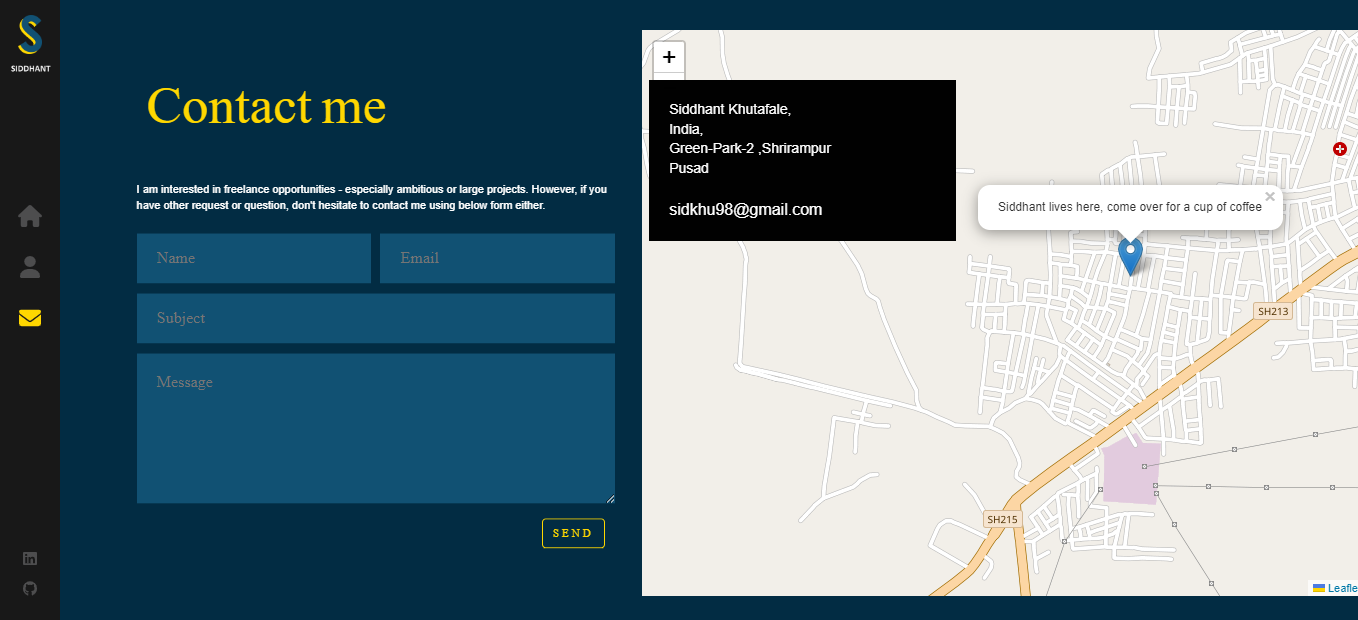 SIDDHANT
Contact me
I am interested in freelance opportunities - especially ambitious or large projects. However, if you
have other request or question, don't hesitate to contact me using below form either.
Name
Email
Subject
Message
SEND
+
Siddhant Khutafale,
India,
Green-Park-2 ,Shrirampur
Pusad
sidkhu98@gmail.com
Siddhant lives here, come over for a cup of coffee
×
SH213
SH215
Leafle